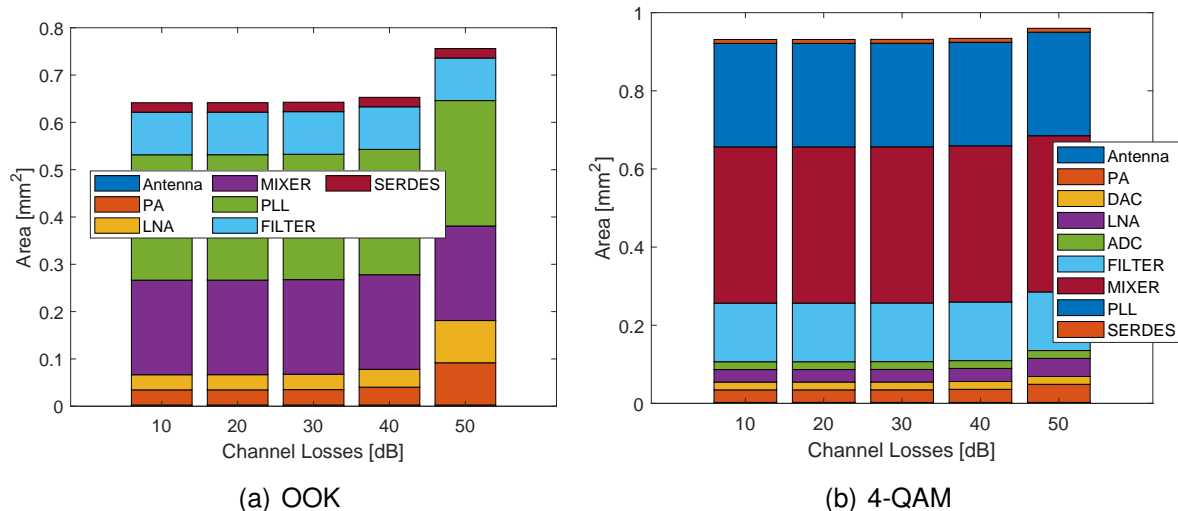 0.8
0.7
0.6
0.5
0.4
0.3
0.2
0.1
0
Area [mm2]
Antenna
PA
LNA
MIXER
PLL
FILTER
SERDES
10 20 30 40 50
Channel Losses [dB]
(a) OOK
1
0.8
0.6
0.4
0.2
0
Area [mm2]
Antenna
PA
DAC
LNA
ADC
FILTER
MIXER
PLL
SERDES
10 20 30 40 50
Channel Losses [dB]
(b) 4-QAM